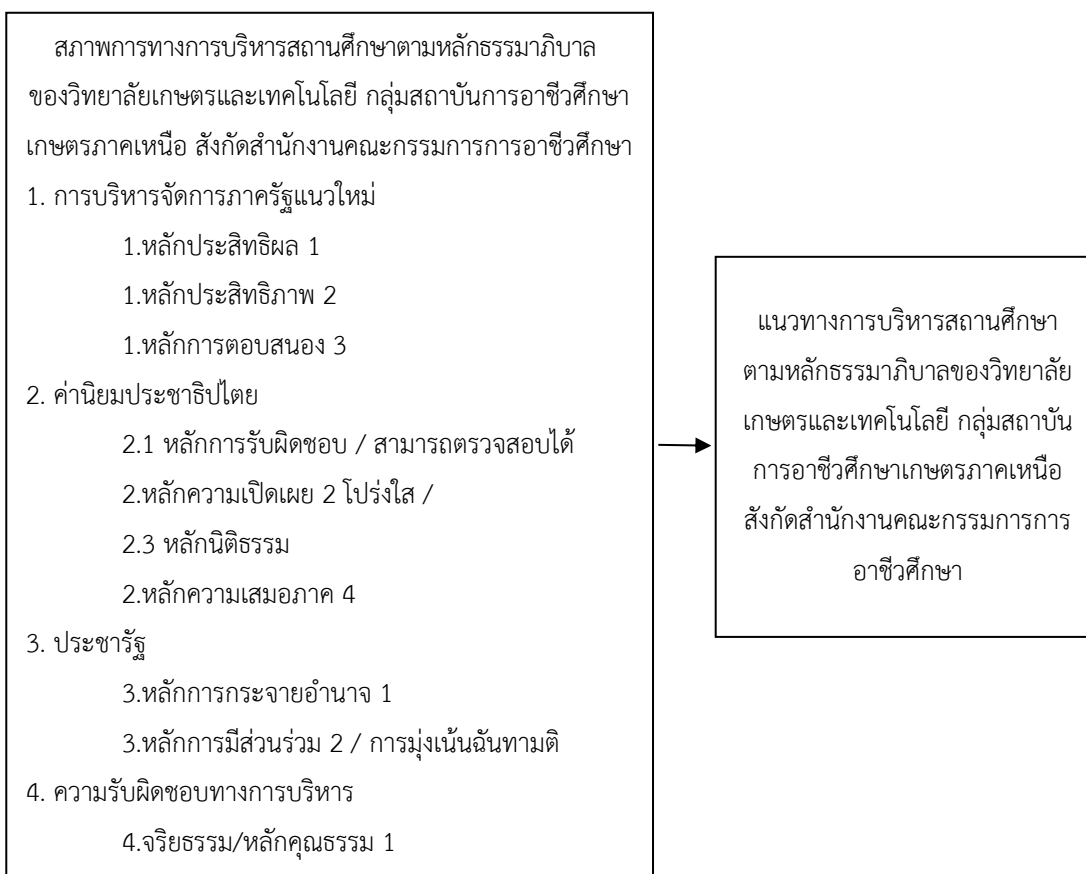 สภาพการทางการบริหารสถานศึกษาตามหลักธรรมาภิบาล
ของวิทยาลัยเกษตรและเทคโนโลยี กลุ่มสถาบันการอาชีวศึกษา
เกษตรภาคเหนือ สังกัดสำนักงานคณะกรรมการการอาชีวศึกษา
1. การบริหารจัดการภาครัฐแนวใหม่
1.หลักประสิทธิผล 1
1.หลักประสิทธิภาพ 2
1.หลักการตอบสนอง 3
2. ค่านิยมประชาธิปไตย
2.1 หลักการรับผิดชอบ / สามารถตรวจสอบได้
2.หลักความเปิดเผย 2 โปร่งใส /
2.3 หลักนิติธรรม
2.หลักความเสมอภาค 4
3. ประชารัฐ
3.หลักการกระจายอำนาจ 1
3.หลักการมีส่วนร่วม 2 / การมุ่งเน้นฉันทามติ
4. ความรับผิดชอบทางการบริหาร
4.จริยธรรม/หลักคุณธรรม 1
แนวทางการบริหารสถานศึกษา
ตามหลักธรรมาภิบาลของวิทยาลัย
เกษตรและเทคโนโลยี กลุ่มสถาบัน
การอาชีวศึกษาเกษตรภาคเหนือ
สังกัดสำนักงานคณะกรรมการการ
อาชีวศึกษา